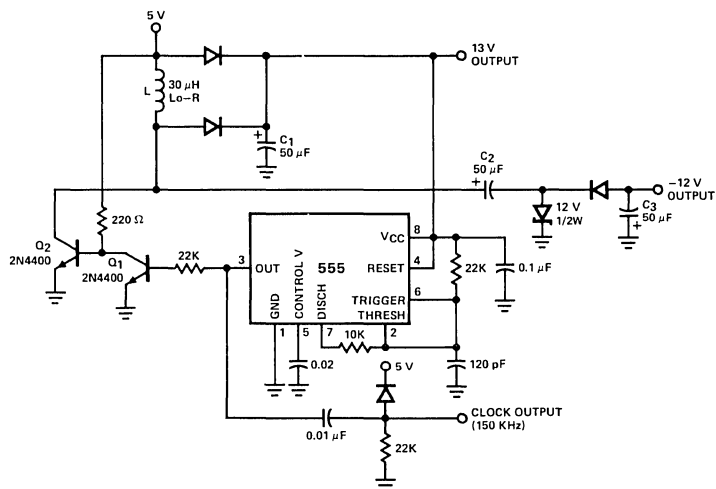 5 V
13 V
OUTPUT
L
30 μH
Lo–R
+
C1
50 μF
C2
50 μF
+
–12 V
OUTPUT
12 V
1/2W
C3
50 μF
+
220 Ω
Q2
2N4400
Q1
2N4400
22K
3
OUT
555
VCC
8
RESET
4
TRIGGER
6
THRESH
2
GND
1
CONTROL V
5
DISCH
7
22K
0.1 μF
10K
120 pF
0.02
5 V
0.01 μF
CLOCK OUTPUT
(150 KHz)
22K